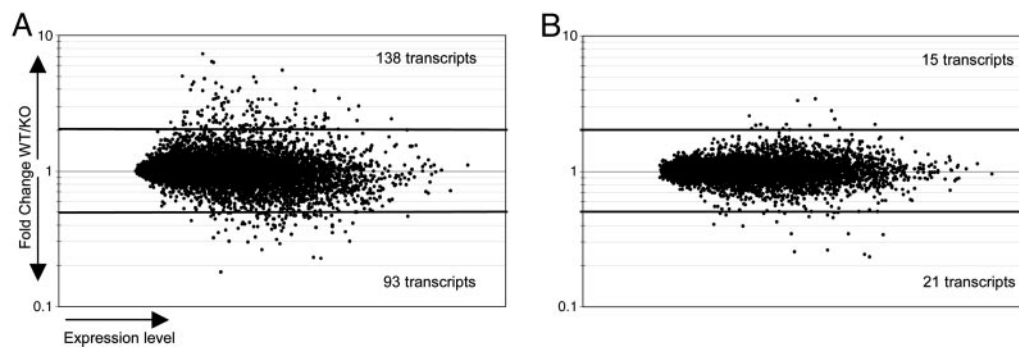 A
10
138 transcripts
Fold Change WT/KO
1
93 transcripts
0.1
Expression level
B
10
15 transcripts
1
21 transcripts
0.1